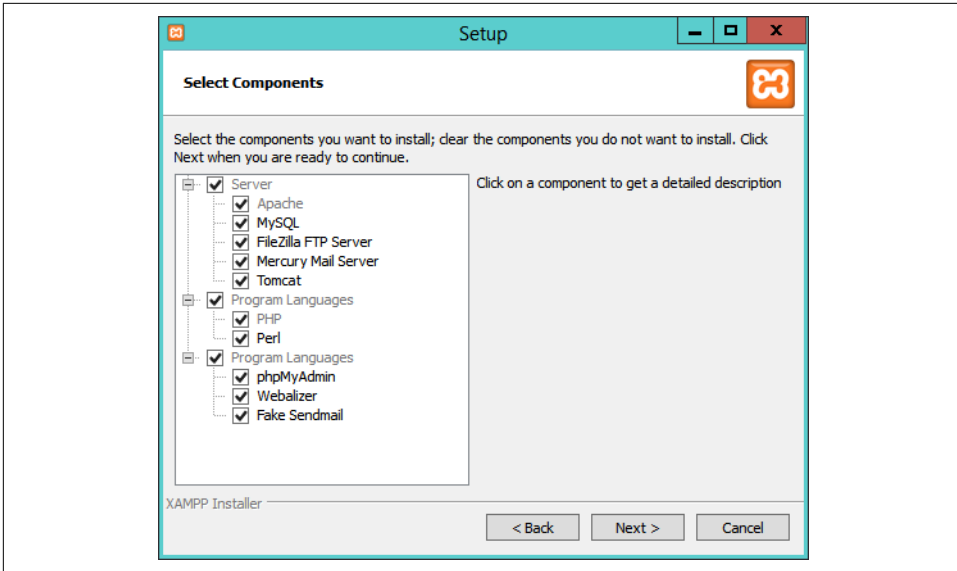 Setup
Select Components
Select the components you want to install; clear the components you do not want to install. Click
Next when you are ready to continue.
Server
Apache
MySQL
FileZilla FTP Server
Mercury Mail Server
Tomcat
Program Languages
PHP
Perl
Program Languages
phpMyAdmin
Webalizer
Fake Sendmail
Click on a component to get a detailed description
XAMPP Installer
< Back
Next >
Cancel